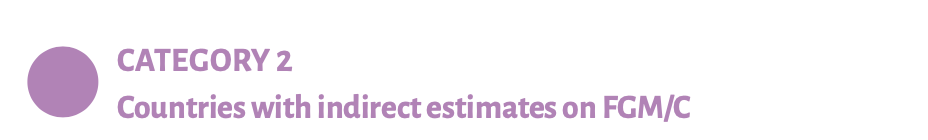 CATEGORY 2
Countries with indirect estimates on FGM/C